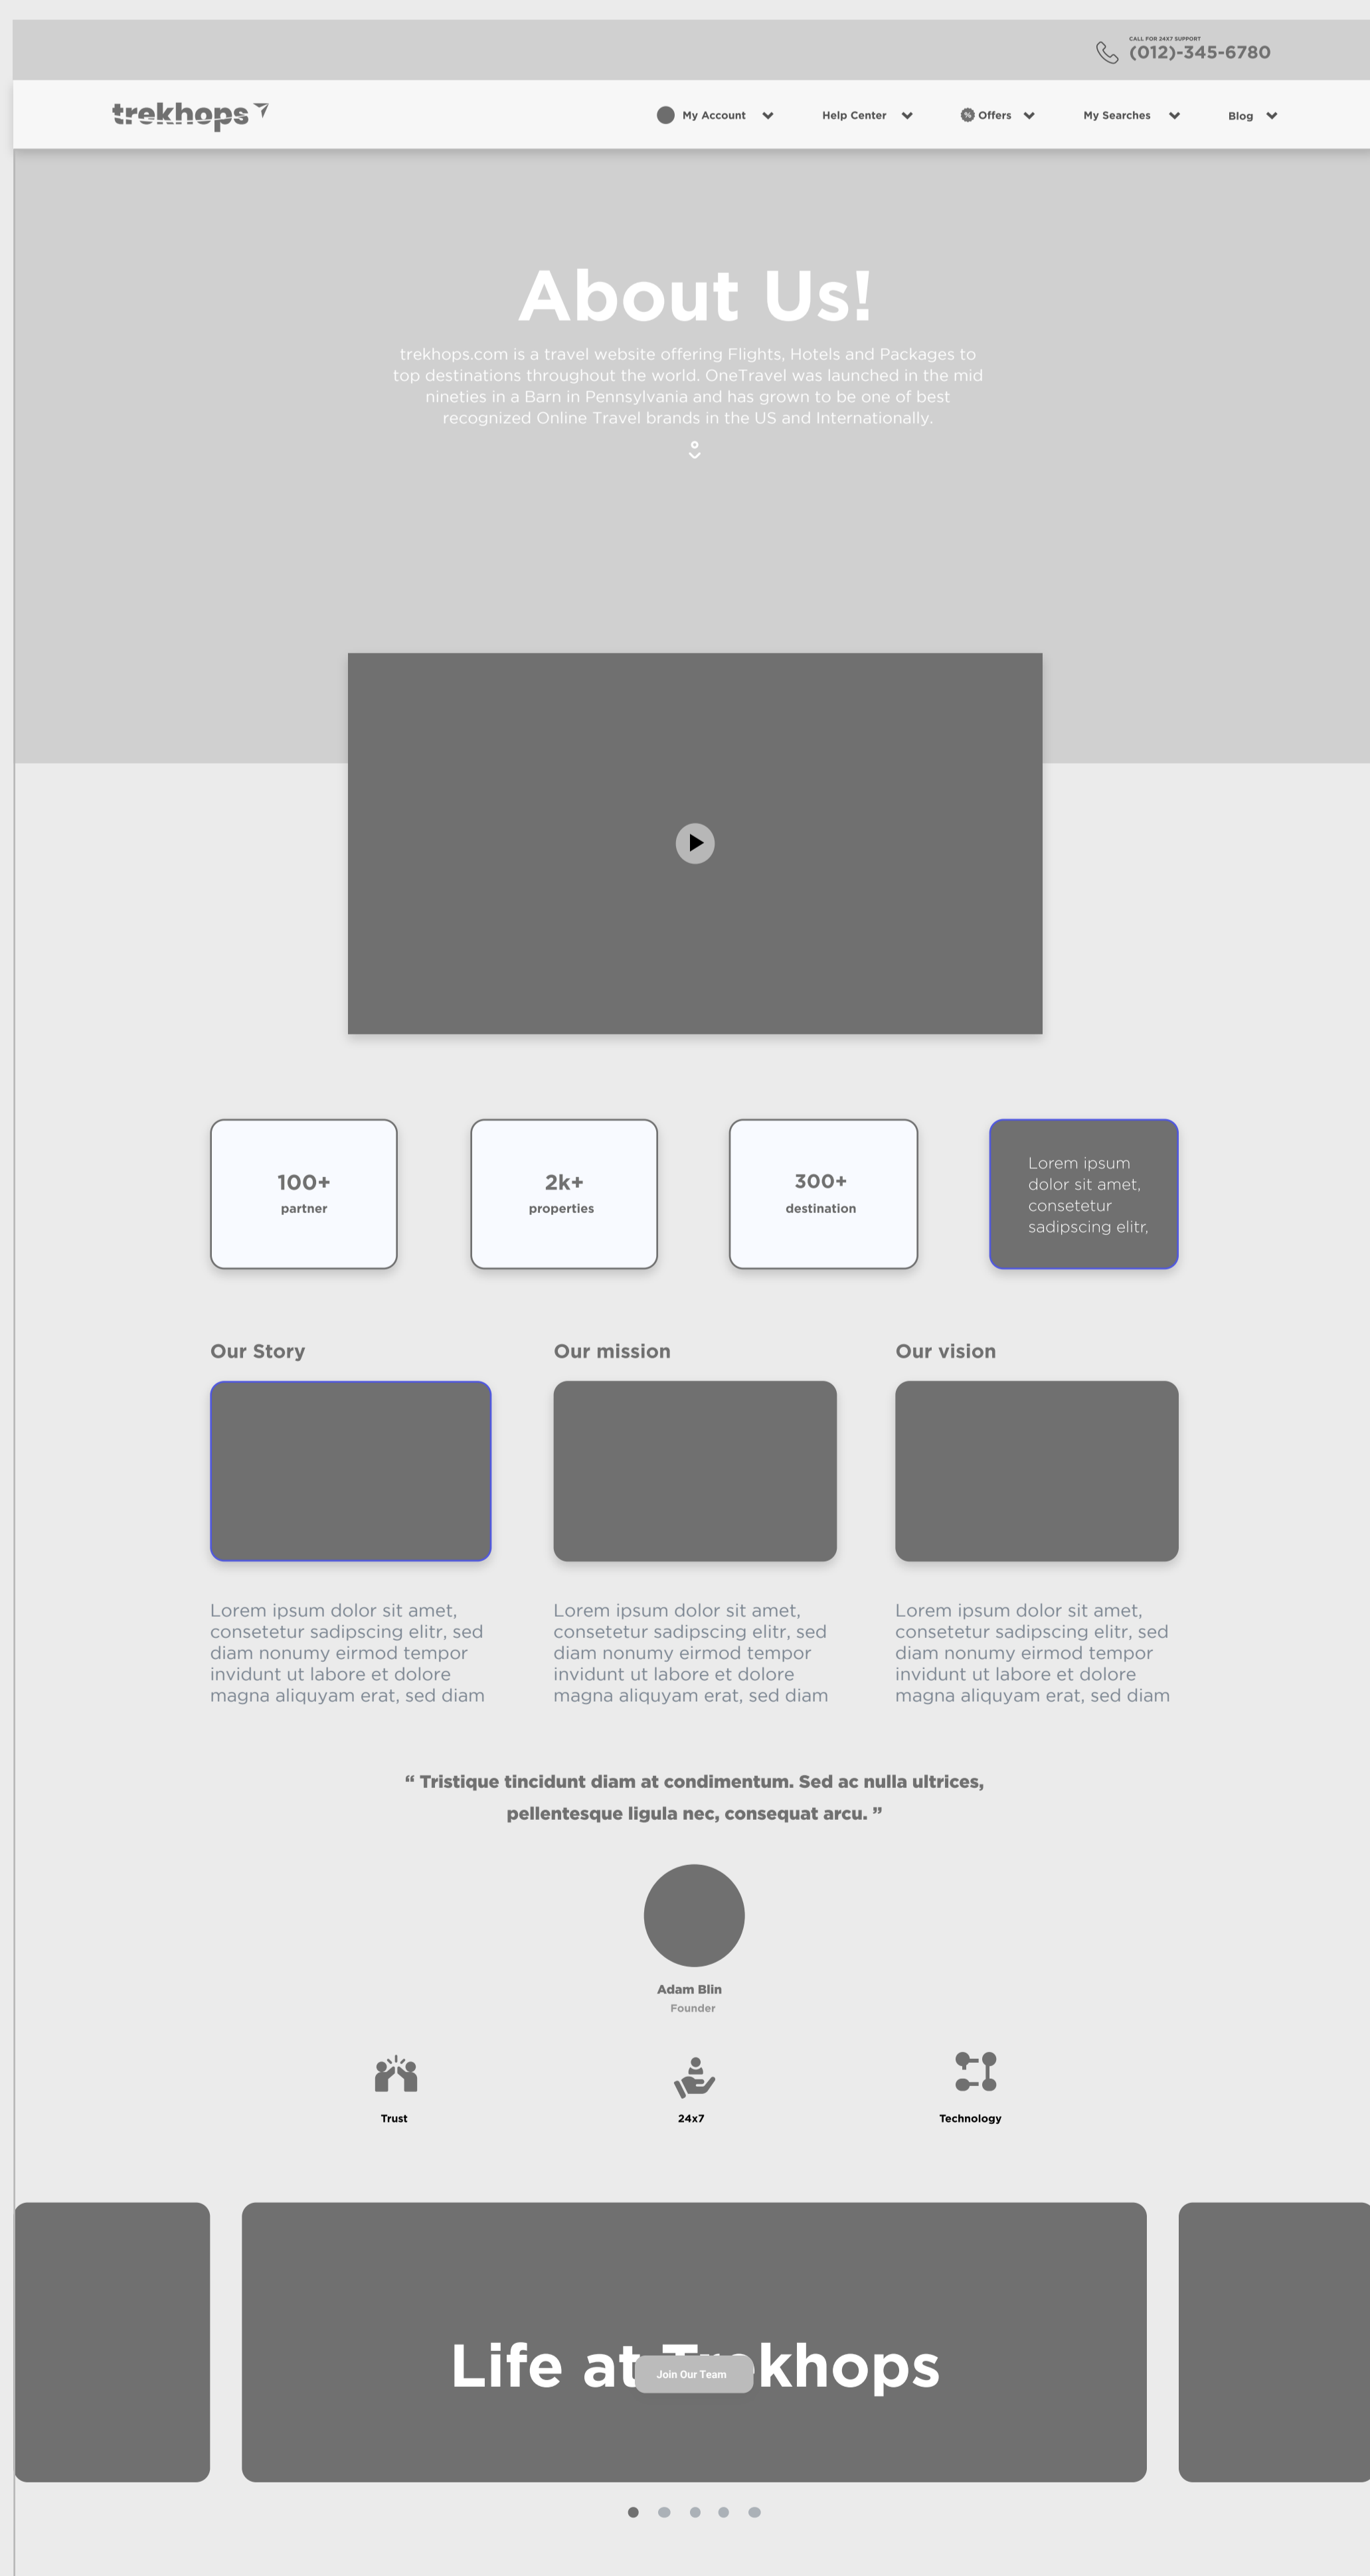 CALL FOR 24X7 SUPPORT
(012)-345-6780
trekhops
My Account
Help Center
% Offers
My Searches
Blog
About Us!
trekhops.com is a travel website offering Flights, Hotels and Packages to
top destinations throughout the world. OneTravel was launched in the mid
nineties in a Barn in Pennsylvania and has grown to be one of best
recognized Online Travel brands in the US and Internationally.
100+
partner
2k+
properties
300+
destination
Lorem ipsum
dolor sit amet,
consetetur
sadipscing elitr,
Our Story
Our mission
Our vision
Lorem ipsum dolor sit amet,
consetetur sadipscing elitr, sed
diam nonumy eirmod tempor
invidunt ut labore et dolore
magna aliquyam erat, sed diam
Lorem ipsum dolor sit amet,
consetetur sadipscing elitr, sed
diam nonumy eirmod tempor
invidunt ut labore et dolore
magna aliquyam erat, sed diam
Lorem ipsum dolor sit amet,
consetetur sadipscing elitr, sed
diam nonumy eirmod tempor
invidunt ut labore et dolore
magna aliquyam erat, sed diam
“ Tristique tincidunt diam at condimentum. Sed ac nulla ultrices,
pellentesque ligula nec, consequat arcu. ”
Adam Blin
Founder
Trust
24x7
Technology
Life at Trekhops
Join Our Team